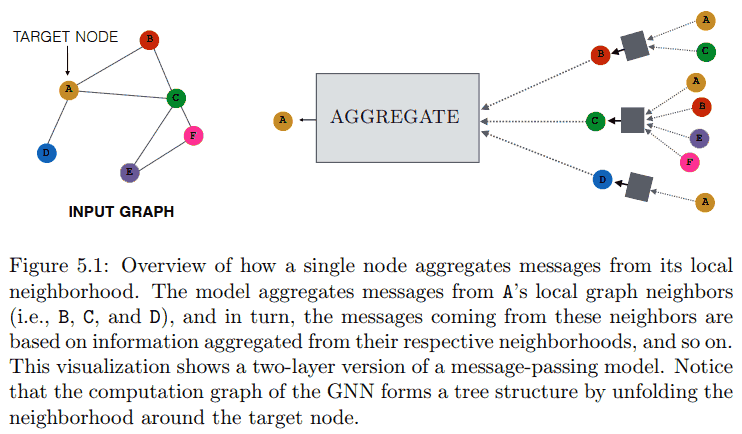 TARGET NODE
B
A
C
F
D
E
INPUT GRAPH
A
AGGREGATE
B
A
C
C
A
B
E
F
D
A
Figure 5.1: Overview of how a single node aggregates messages from its local
neighborhood. The model aggregates messages from A's local graph neighbors
(i.e., B, C, and D), and in turn, the messages coming from these neighbors are
based on information aggregated from their respective neighborhoods, and so on.
This visualization shows a two-layer version of a message-passing model. Notice
that the computation graph of the GNN forms a tree structure by unfolding the
neighborhood around the target node.